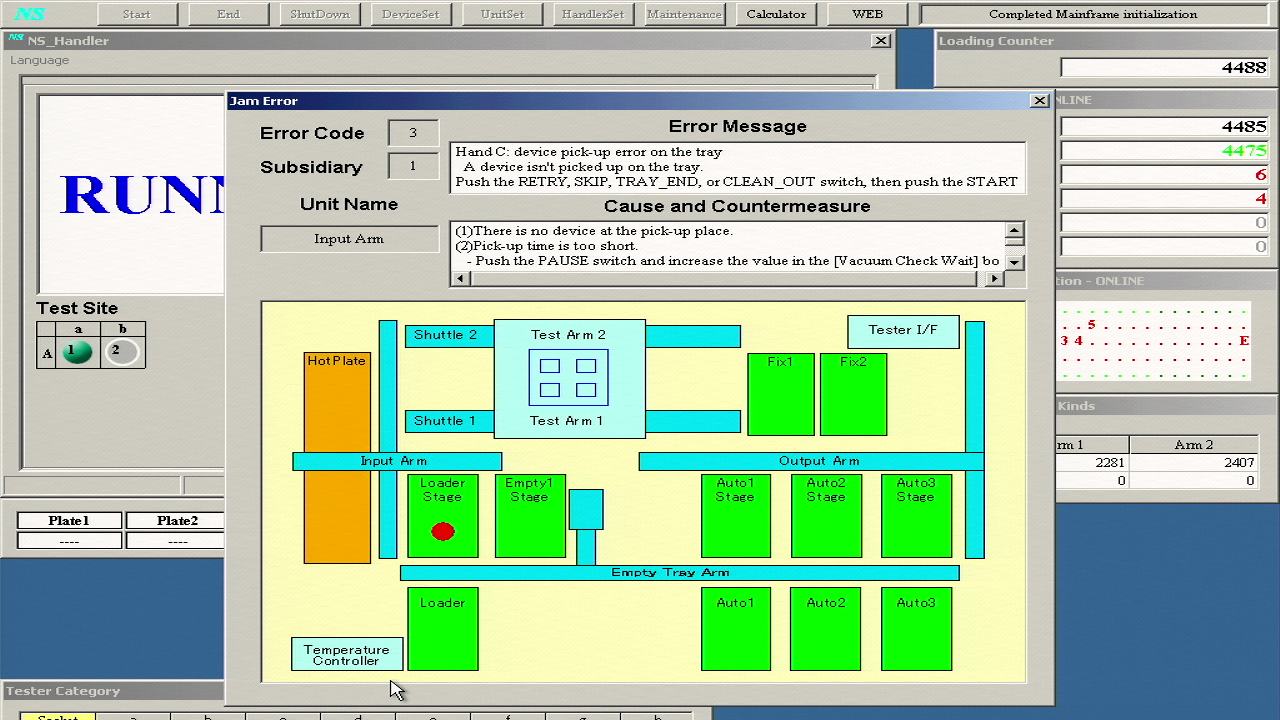 NS Start End ShutDown DeviceSet UnitSet HandlerSet Maintenance Calculator WEB Completed Mainframe initialization
NS NS_Handler
Language
Loading Counter
4488
NLINE
4485
4475
6
4
0
0
tion - ONLINE
5
3 4 E
Kinds
rm 1 Arm 2
2281 2407
0 0
RUNN
Test Site
a b
A 1 2
Plate1 Plate2
---- ----
Tester Category
Socket a b c d e f g h
Jam Error
Error Code 3
Subsidiary 1
Unit Name
Input Arm
Error Message
Hand C: device pick-up error on the tray
A device isn't picked up on the tray.
Push the RETRY, SKIP, TRAY_END, or CLEAN_OUT switch, then push the START
Cause and Countermeasure
(1)There is no device at the pick-up place.
(2)Pick-up time is too short.
- Push the PAUSE switch and increase the value in the [Vacuum Check Wait] bo
Shuttle 2 Test Arm 2 Tester I/F
HotPlate Fix1 Fix2
Shuttle 1 Test Arm 1
Input Arm Output Arm
Loader Empty1 Auto1 Auto2 Auto3
Stage Stage Stage Stage Stage
Empty Tray Arm
Loader Auto1 Auto2 Auto3
Temperature
Controller